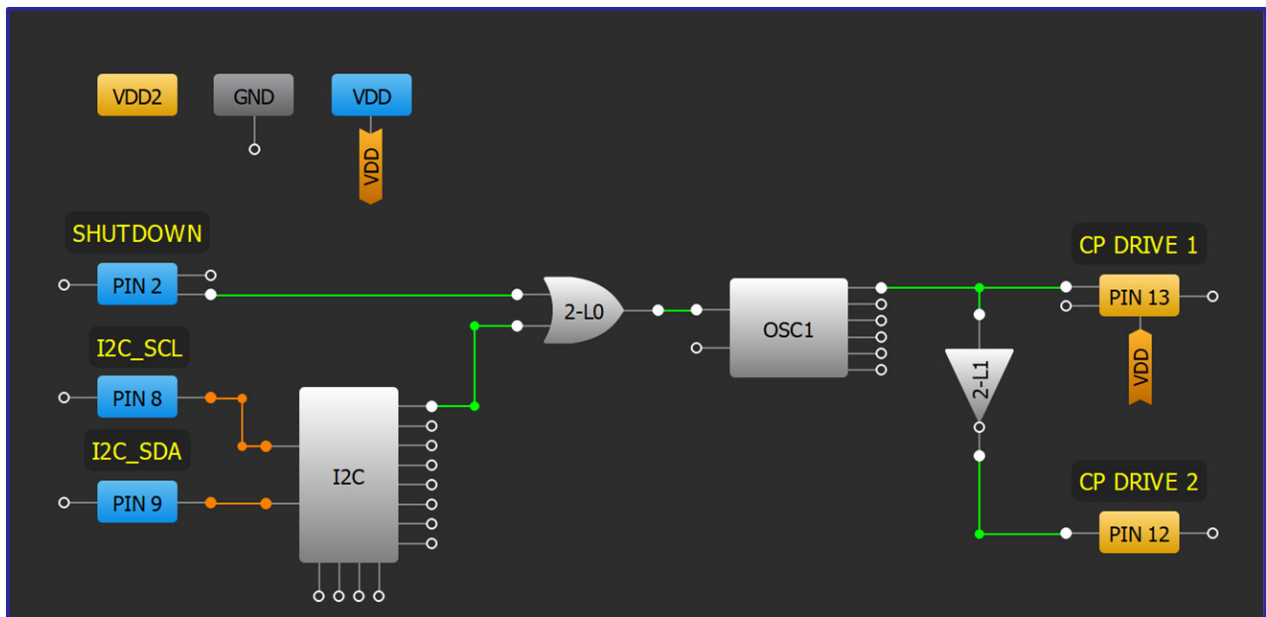 VDD2
GND
VDD
VDD
SHUTDOWN
PIN 2
2-L0
OSC1
CP DRIVE 1
PIN 13
VDD
I2C_SCL
PIN 8
2-L1
I2C_SDA
PIN 9
I2C
CP DRIVE 2
PIN 12